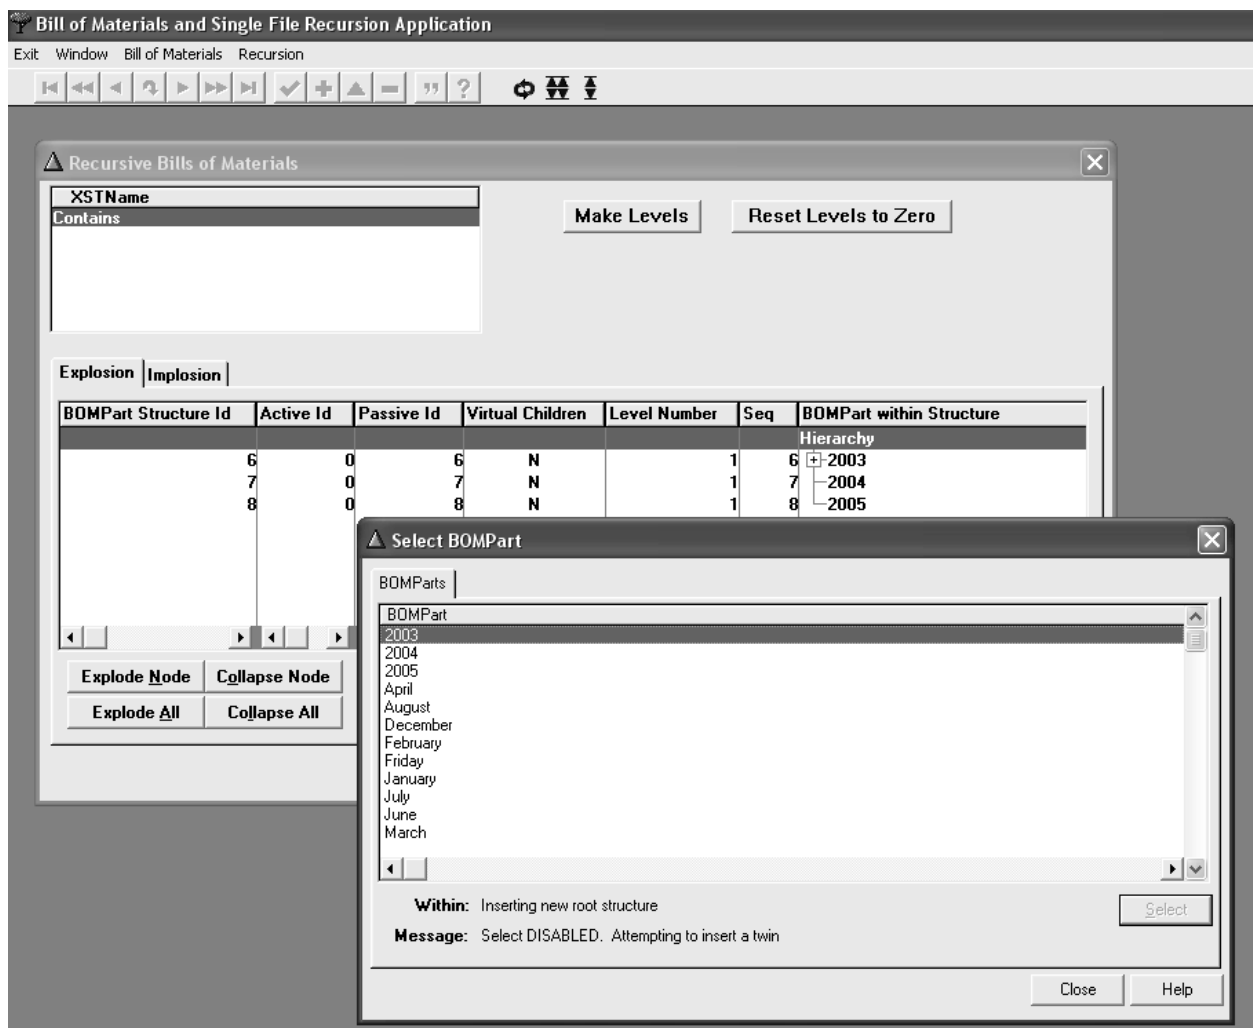 Bill of Materials and Single File Recursion Application
Exit Window Bill of Materials Recursion
Recursive Bills of Materials
XSTName
Contains
Make Levels Reset Levels to Zero
Explosion Implosion
BOMPart Structure Id Active Id Passive Id Virtual Children Level Number Seq BOMPart within Structure
Hierarchy
6 0 6 N 1 6 2003
7 0 7 N 1 7 2004
8 0 8 N 1 8 2005
Select BOMPart
BOMParts
BOMPart
2003
2004
2005
April
August
December
February
Friday
January
July
June
March
Explode Node Collapse Node
Explode All Collapse All
Within: Inserting new root structure
Select
Message: Select DISABLED. Attempting to insert a twin
Close Help